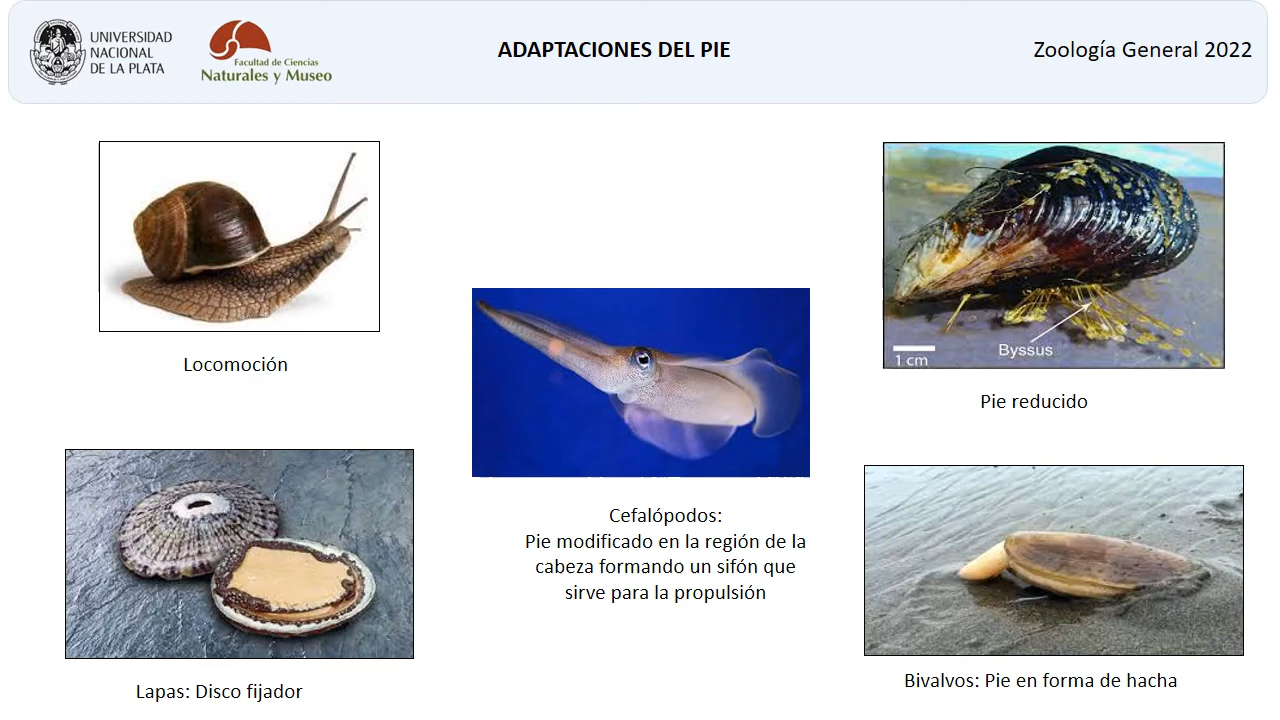 UNIVERSIDAD
NACIONAL
DE LA PLATA
Facultad de Ciencias
Naturales y Museo
ADAPTACIONES DEL PIE
Zoología General 2022
Locomoción
Byssus
1 cm
Pie reducido
Cefalópodos:
Pie modificado en la región de la
cabeza formando un sifón que
sirve para la propulsión
Lapas: Disco fijador
Bivalvos: Pie en forma de hacha